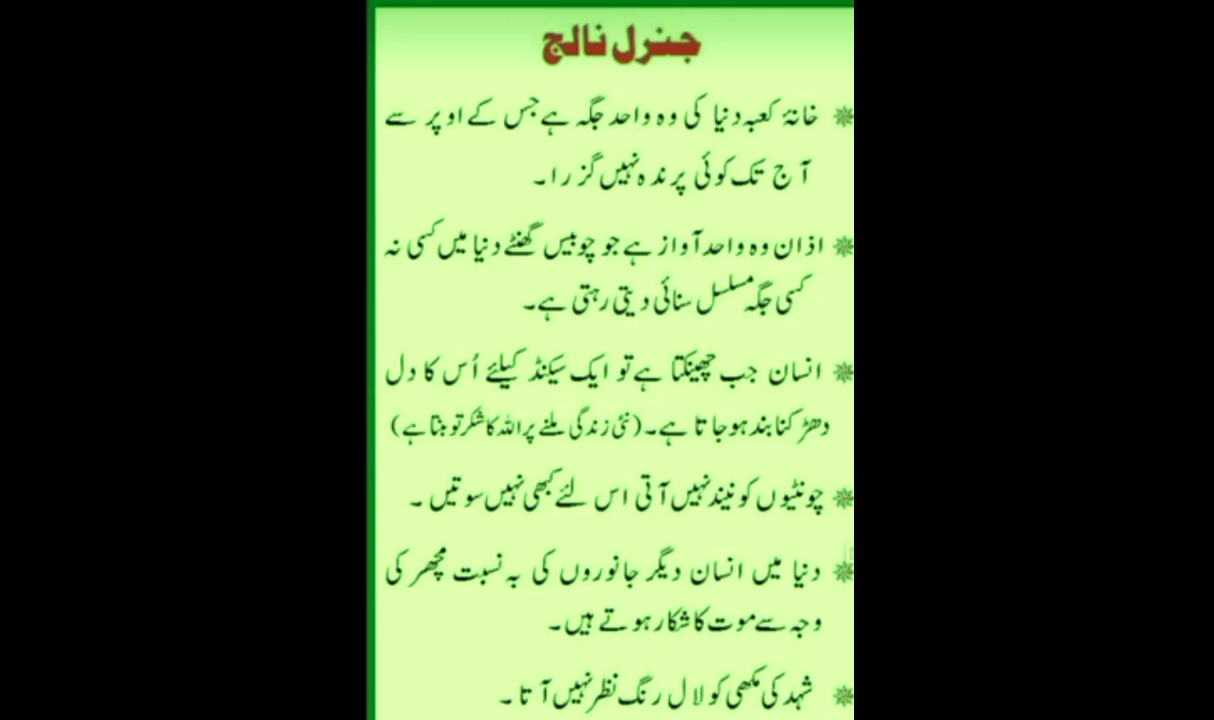 جنرل نالج
خانۂ کعبہ دنیا کی وہ واحد جگہ ہے جس کے اوپر سے
آج تک کوئی پرندہ نہیں گزرا۔
اذان وہ واحد آواز ہے جو چوبیس گھنٹے دنیا میں کسی نہ
کسی جگہ مسلسل سنائی دیتی رہتی ہے۔
انسان جب چھینکتا ہے تو ایک سیکنڈ کیلئے اُس کا دل
دھڑکنا بند ہو جاتا ہے۔ (نئی زندگی ملنے پر اللہ کا شکر تو بنتا ہے)
چونٹیوں کو نیند نہیں آتی اس لئے کبھی نہیں سوتیں۔
دنیا میں انسان دیگر جانوروں کی بہ نسبت مچھر کی
وجہ سے موت کا شکار ہوتے ہیں۔
شہد کی مکھی کو لال رنگ نظر نہیں آتا۔